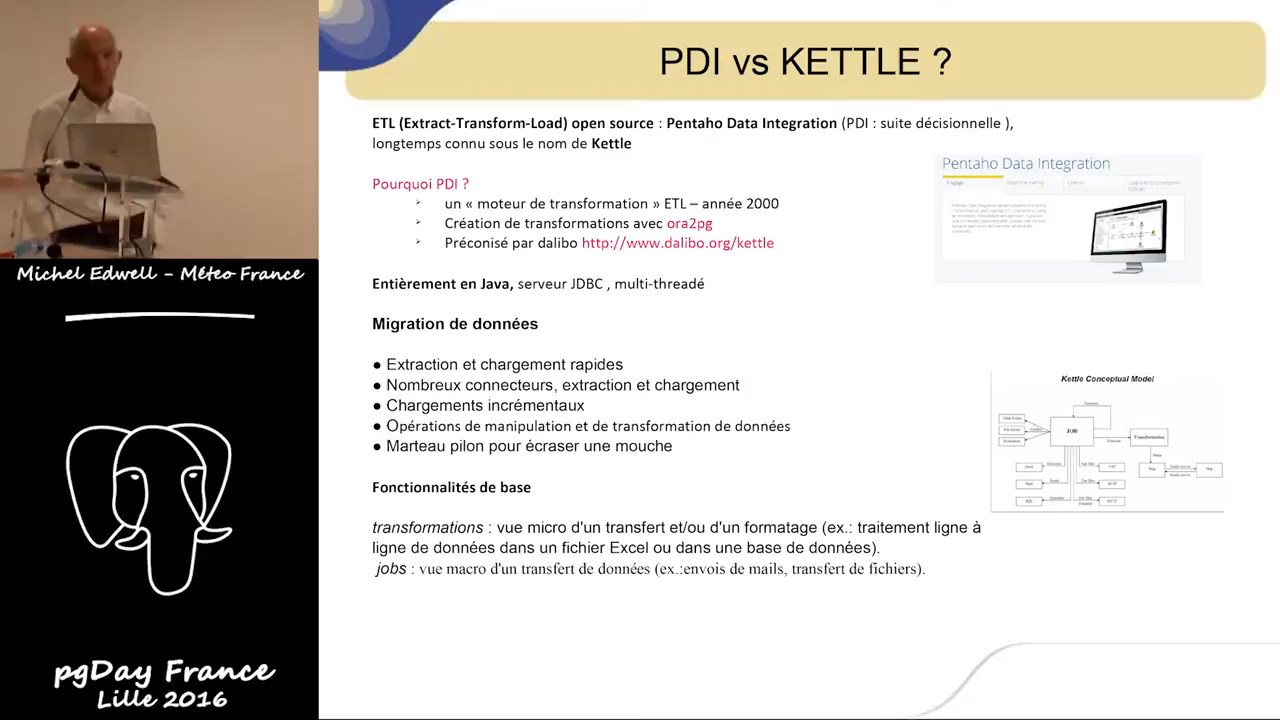 PDI vs KETTLE ?
ETL (Extract-Transform-Load) open source : Pentaho Data Integration (PDI : suite décisionnelle ),
longtemps connu sous le nom de Kettle
Pourquoi PDI ?
un « moteur de transformation » ETL – année 2000
Création de transformations avec ora2pg
Préconisé par dalibo http://www.dalibo.org/kettle
Entièrement en Java, serveur JDBC , multi-threadé
Migration de données
● Extraction et chargement rapides
● Nombreux connecteurs, extraction et chargement
● Chargements incrémentaux
● Opérations de manipulation et de transformation de données
● Marteau pilon pour écraser une mouche
Fonctionnalités de base
transformations : vue micro d'un transfert et/ou d'un formatage (ex.: traitement ligne à
ligne de données dans un fichier Excel ou dans une base de données).
jobs : vue macro d'un transfert de données (ex.:envois de mails, transfert de fichiers).
Pentaho Data Integration
Engage
Kettle Conceptual Model
JOB
Transformation
Michel Edwell – Méteo France
pgDay France
Lille 2016